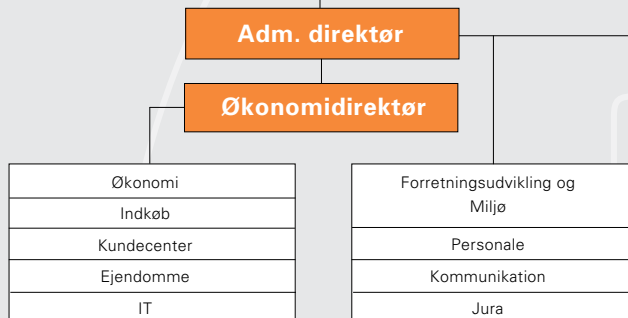 Adm. direktør
Økonomidirektør
Økonomi
Indkøb
Kundecenter
Ejendomme
IT
Forretningsudvikling og
Miljø
Personale
Kommunikation
Jura